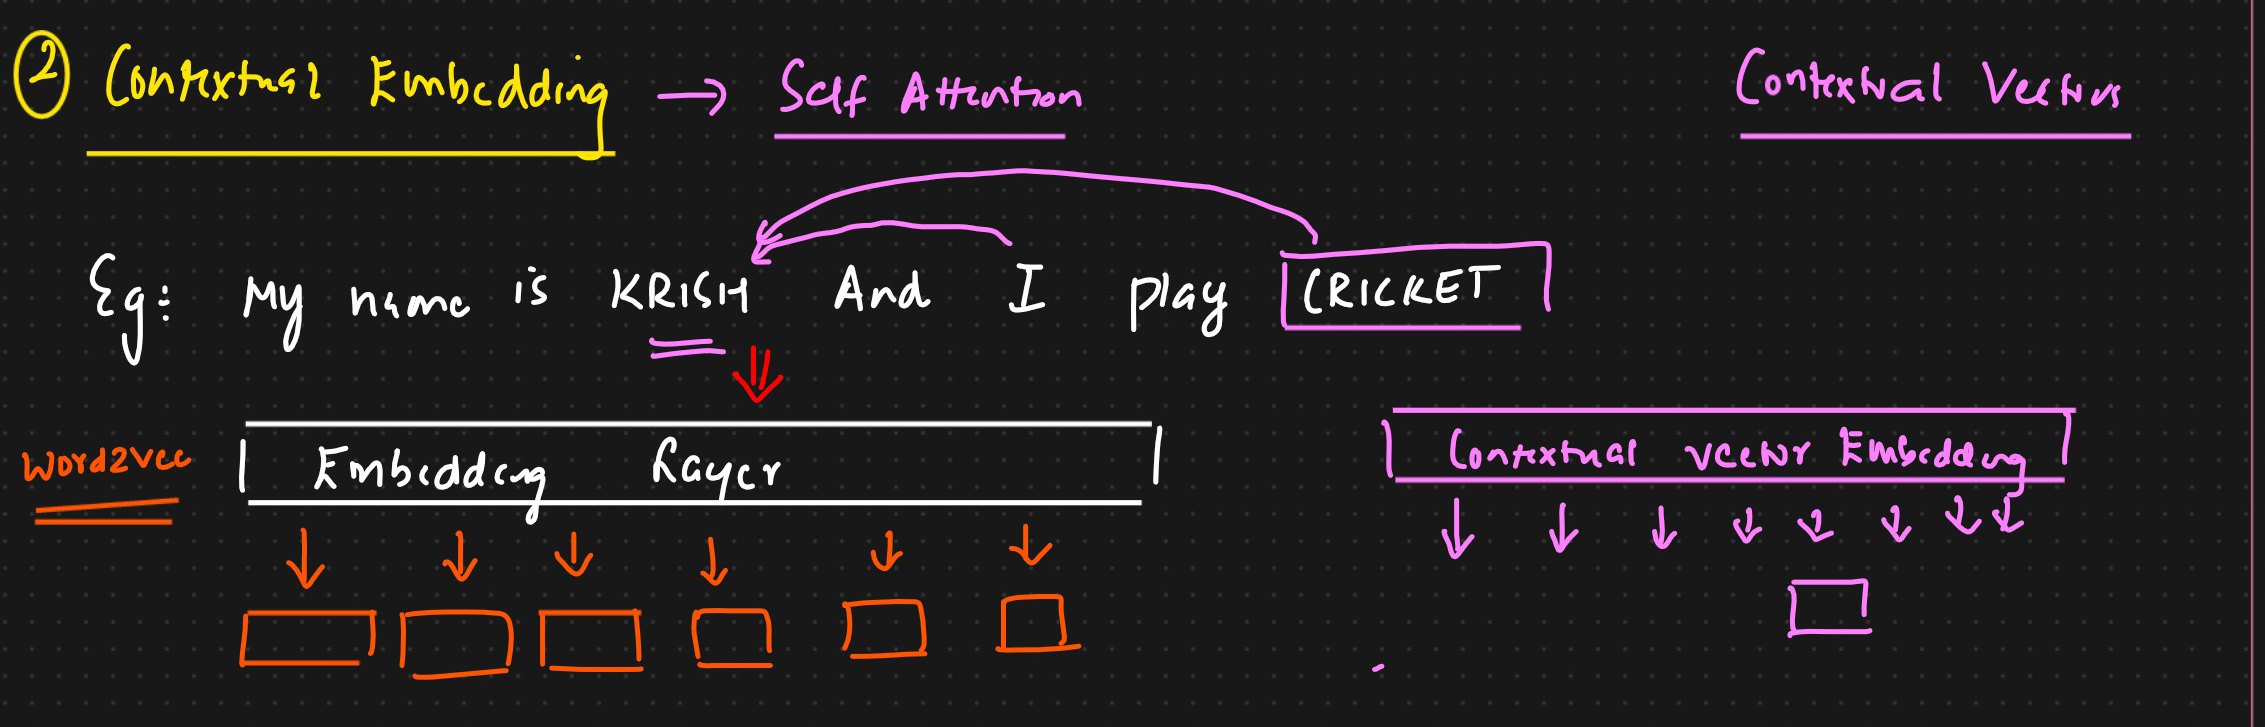 ② Contextual Embedding → Self Attention
Contextual Vectors
Eg: My name is KRISH And I play CRICKET
Word2vec
Embedding Layer
Contextual vector Embedding